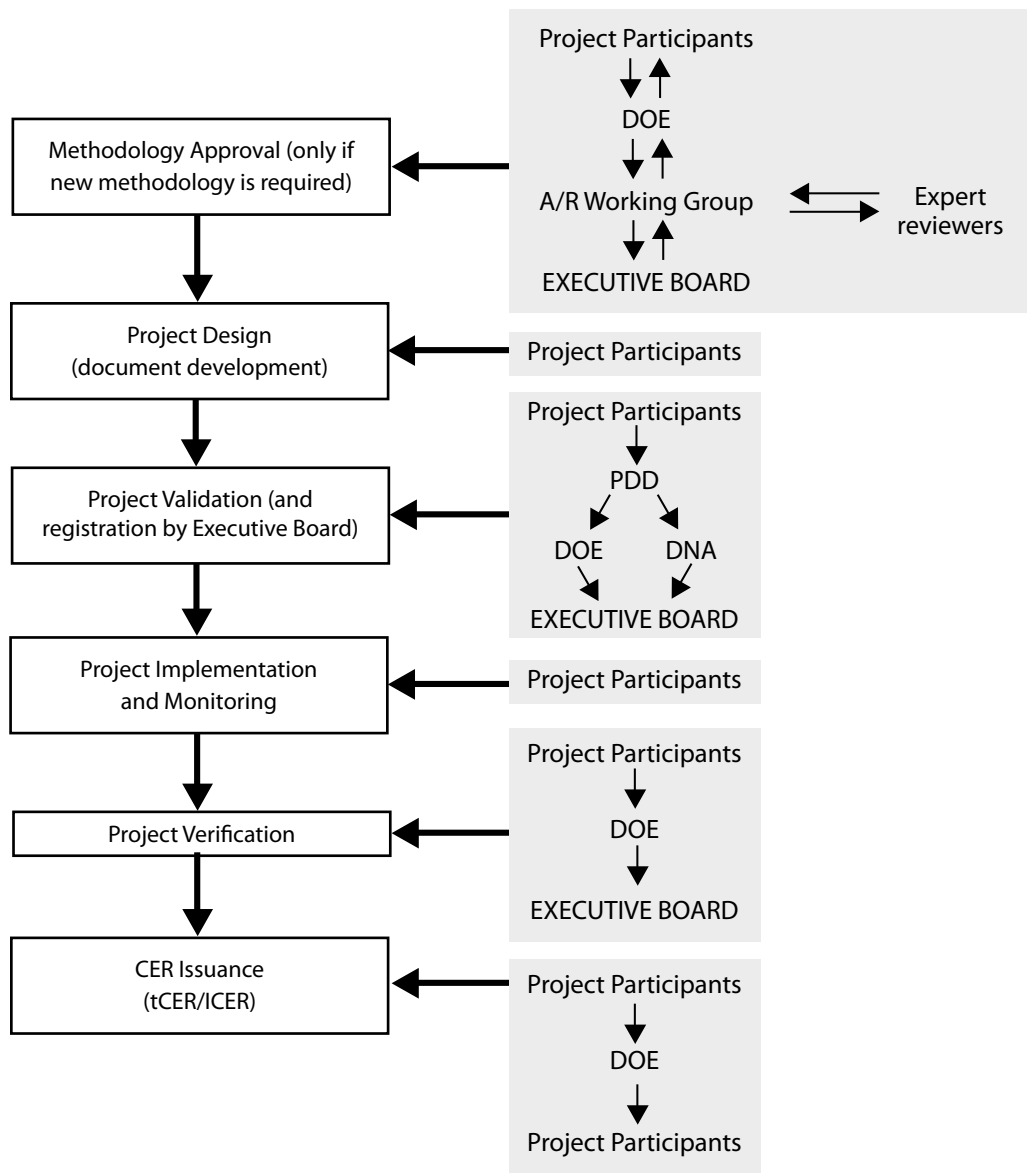 Project Participants
DOE
A/R Working Group
EXECUTIVE BOARD
Expert
reviewers
Methodology Approval (only if
new methodology is required)
Project Design
(document development)
Project Participants
Project Validation (and
registration by Executive Board)
Project Participants
PDD
DOE DNA
EXECUTIVE BOARD
Project Implementation
and Monitoring
Project Participants
Project Verification
Project Participants
DOE
EXECUTIVE BOARD
CER Issuance
(tCER/lCER)
Project Participants
DOE
Project Participants